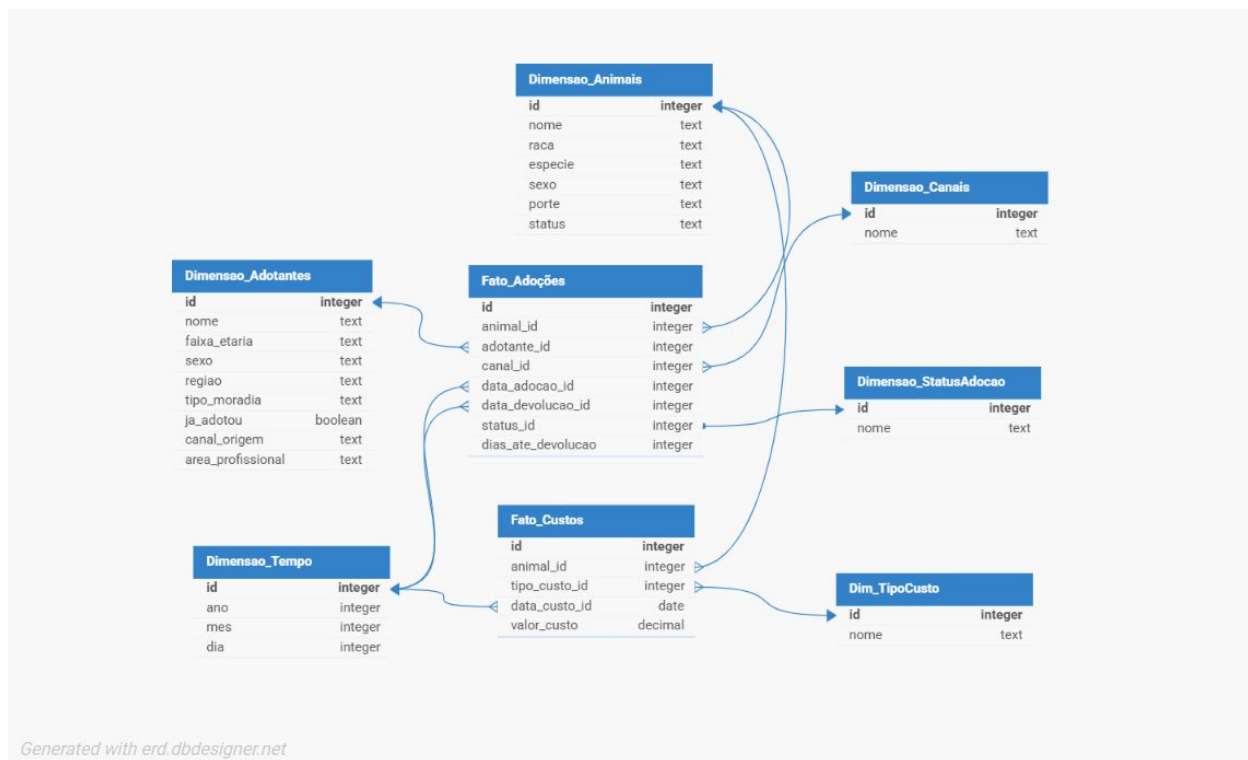 Dimensao_Animais
id integer
nome text
raca text
especie text
sexo text
porte text
status text
Dimensao_Canais
id integer
nome text
Dimensao_Adotantes
id integer
nome text
faixa_etaria text
sexo text
regiao text
tipo_moradia text
ja_adotou boolean
canal_origem text
area_profissional text
Fato_Adoções
id integer
animal_id integer
adotante_id integer
canal_id integer
data_adocao_id integer
data_devolucao_id integer
status_id integer
dias_ate_devolucao integer
Dimensao_StatusAdocao
id integer
nome text
Dimensao_Tempo
id integer
ano integer
mes integer
dia integer
Fato_Custos
id integer
animal_id integer
tipo_custo_id integer
data_custo_id date
valor_custo decimal
Dim_TipoCusto
id integer
nome text
Generated with erd.dbdesigner.net